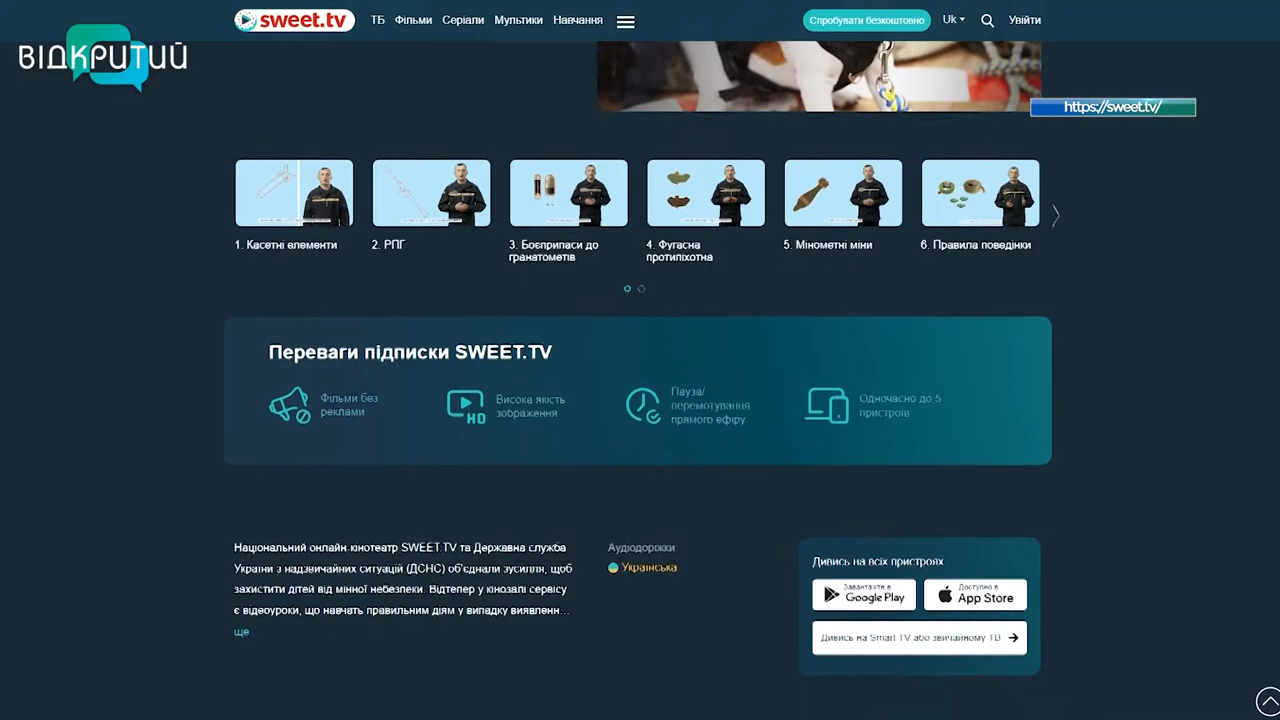 sweet.tv
ТБ Фільми Серіали Мультики Навчання
Спробувати безкоштовно
Uk
Увійти
ВІДКРИТИЙ
https://sweet.tv/
1. Касетні елементи
2. РПГ
3. Боєприпаси до
гранатометів
4. Фугасна
протипіхотна
5. Мінометні міни
6. Правила поведінки
Переваги підписки SWEET.TV
Фільми без
реклами
HD
Висока якість
зображення
Пауза/
перемотування
прямого ефіру
Одночасно до 5
пристроїв
Національний онлайн-кінотеатр SWEET.TV та Державна служба
України з надзвичайних ситуацій (ДСНС) об'єднали зусилля, щоб
захистити дітей від мінної небезпеки. Відтепер у кінозалі сервісу
є відеоуроки, що навчать правильним діям у випадку виявленн...
ще
Аудіодоріжки
Українська
Дивись на всіх пристроях
Завантажте в
Google Play
Доступно в
App Store
Дивись на Smart TV або звичайному ТВ